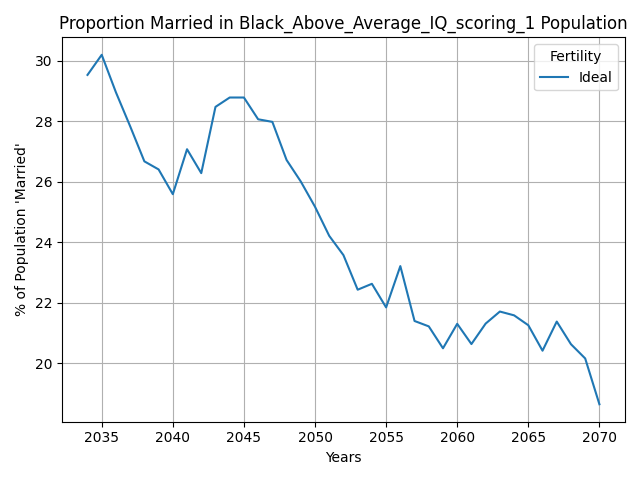 Proportion Married in Black_Above_Average_IQ_scoring_1 Population
Fertility
Ideal
% of Population 'Married'
30
28
26
24
22
20
2035 2040 2045 2050 2055 2060 2065 2070
Years